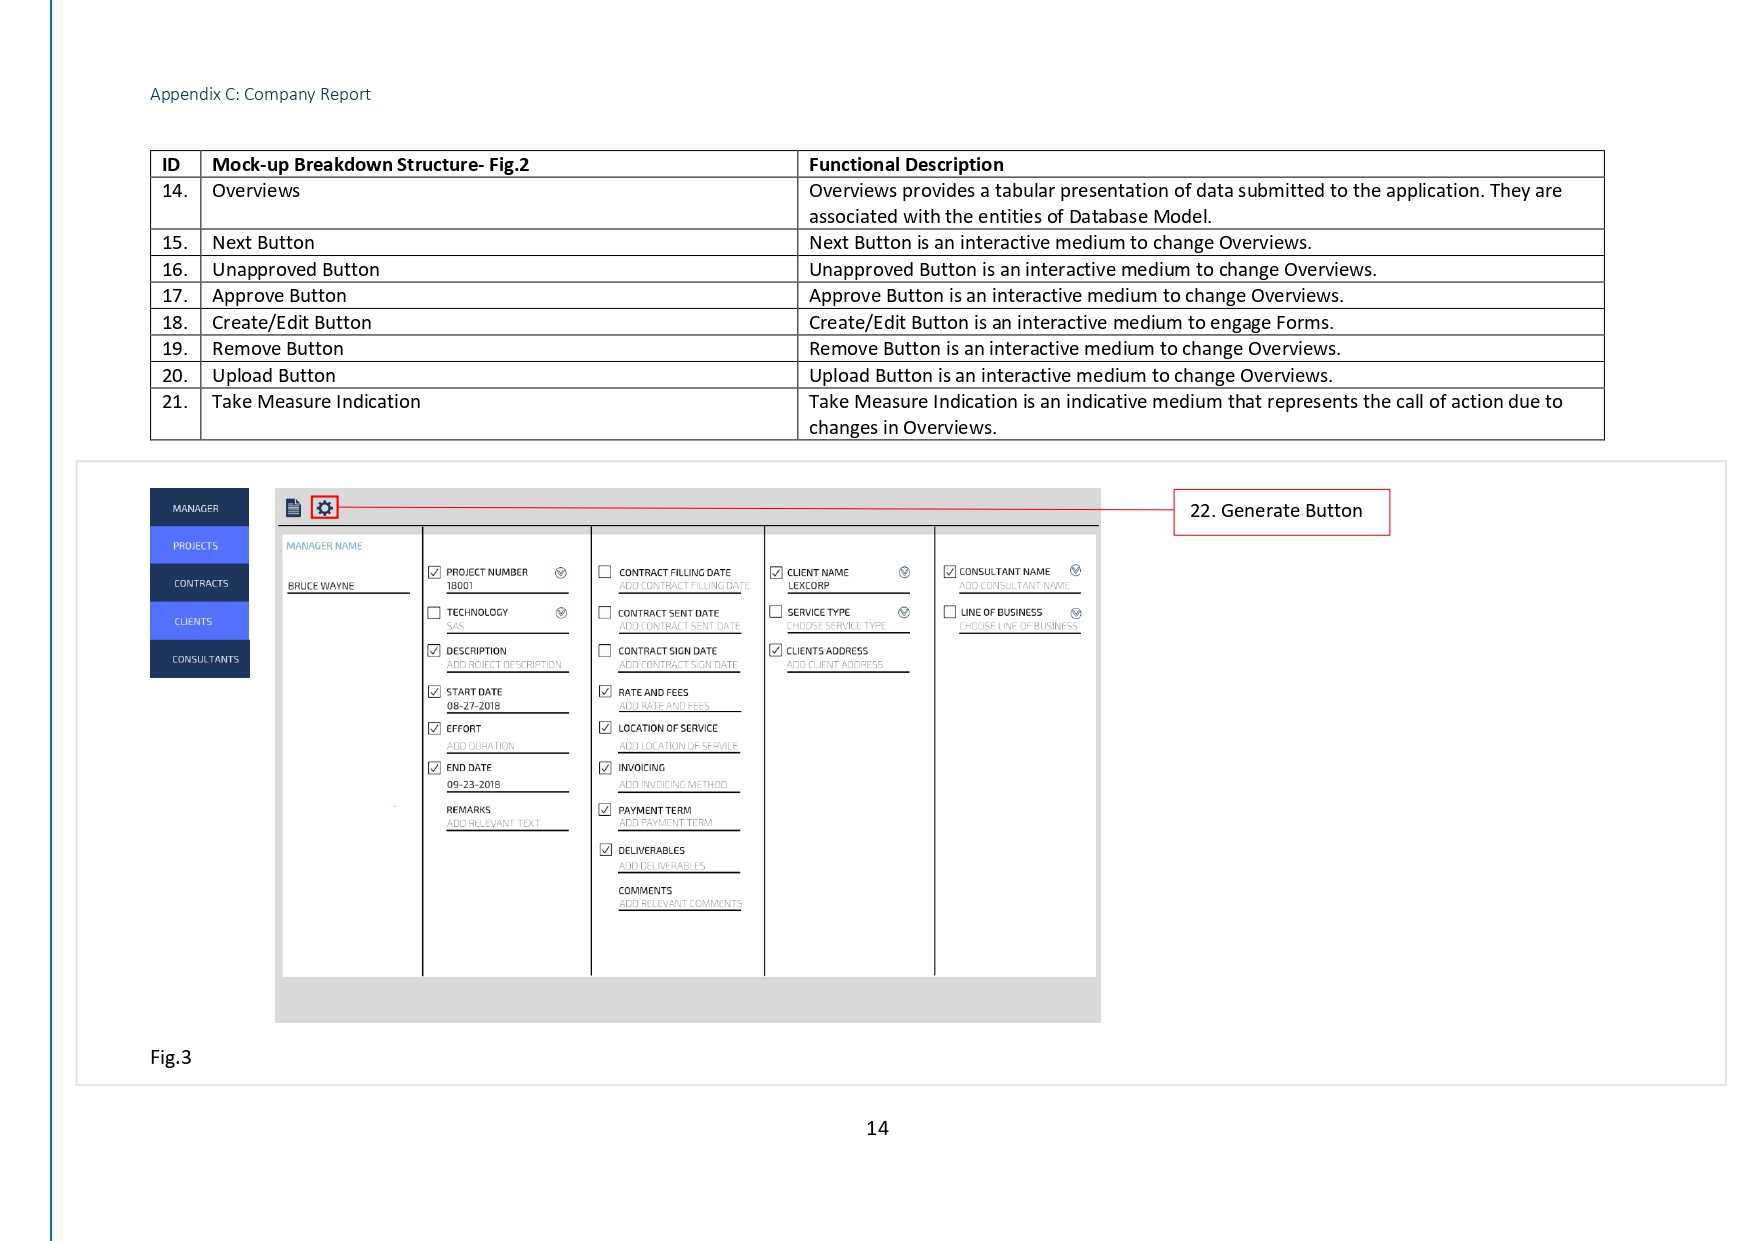 Appendix C: Company Report
ID Mock-up Breakdown Structure- Fig.2 Functional Description
14. Overviews Overviews provides a tabular presentation of data submitted to the application. They are
associated with the entities of Database Model.
15. Next Button Next Button is an interactive medium to change Overviews.
16. Unapproved Button Unapproved Button is an interactive medium to change Overviews.
17. Approve Button Approve Button is an interactive medium to change Overviews.
18. Create/Edit Button Create/Edit Button is an interactive medium to engage Forms.
19. Remove Button Remove Button is an interactive medium to change Overviews.
20. Upload Button Upload Button is an interactive medium to change Overviews.
21. Take Measure Indication Take Measure Indication is an indicative medium that represents the call of action due to
changes in Overviews.
MANAGER
PROJECTS
CONTRACTS
CLIENTS
CONSULTANTS
22. Generate Button
MANAGER NAME
BRUCE WAYNE
PROJECT NUMBER
18001
TECHNOLOGY
SAS
DESCRIPTION
ADD ROJECT DESCRIPTION
START DATE
08-27-2018
EFFORT
ADD DURATION
END DATE
09-23-2018
REMARKS
ADD RELEVANT TEXT
CONTRACT FILLING DATE
ADD CONTRACT FILLING DATE
CONTRACT SENT DATE
ADD CONTRACT SENT DATE
CONTRACT SIGN DATE
ADD CONTRACT SIGN DATE
RATE AND FEES
ADD RATE AND FEES
LOCATION OF SERVICE
ADD LOCATION OF SERVICE
INVOICING
ADD INVOICING METHOD
PAYMENT TERM
ADD PAYMENT TERM
DELIVERABLES
ADD DELIVERABLES
COMMENTS
ADD RELEVANT COMMENTS
CLIENT NAME
LEXCORP
SERVICE TYPE
CHOOSE SERVICE TYPE
CLIENTS ADDRESS
ADD CLIENT ADDRESS
CONSULTANT NAME
ADD CONSULTANT NAME
LINE OF BUSINESS
CHOOSE LINE OF BUSINESS
Fig.3
14